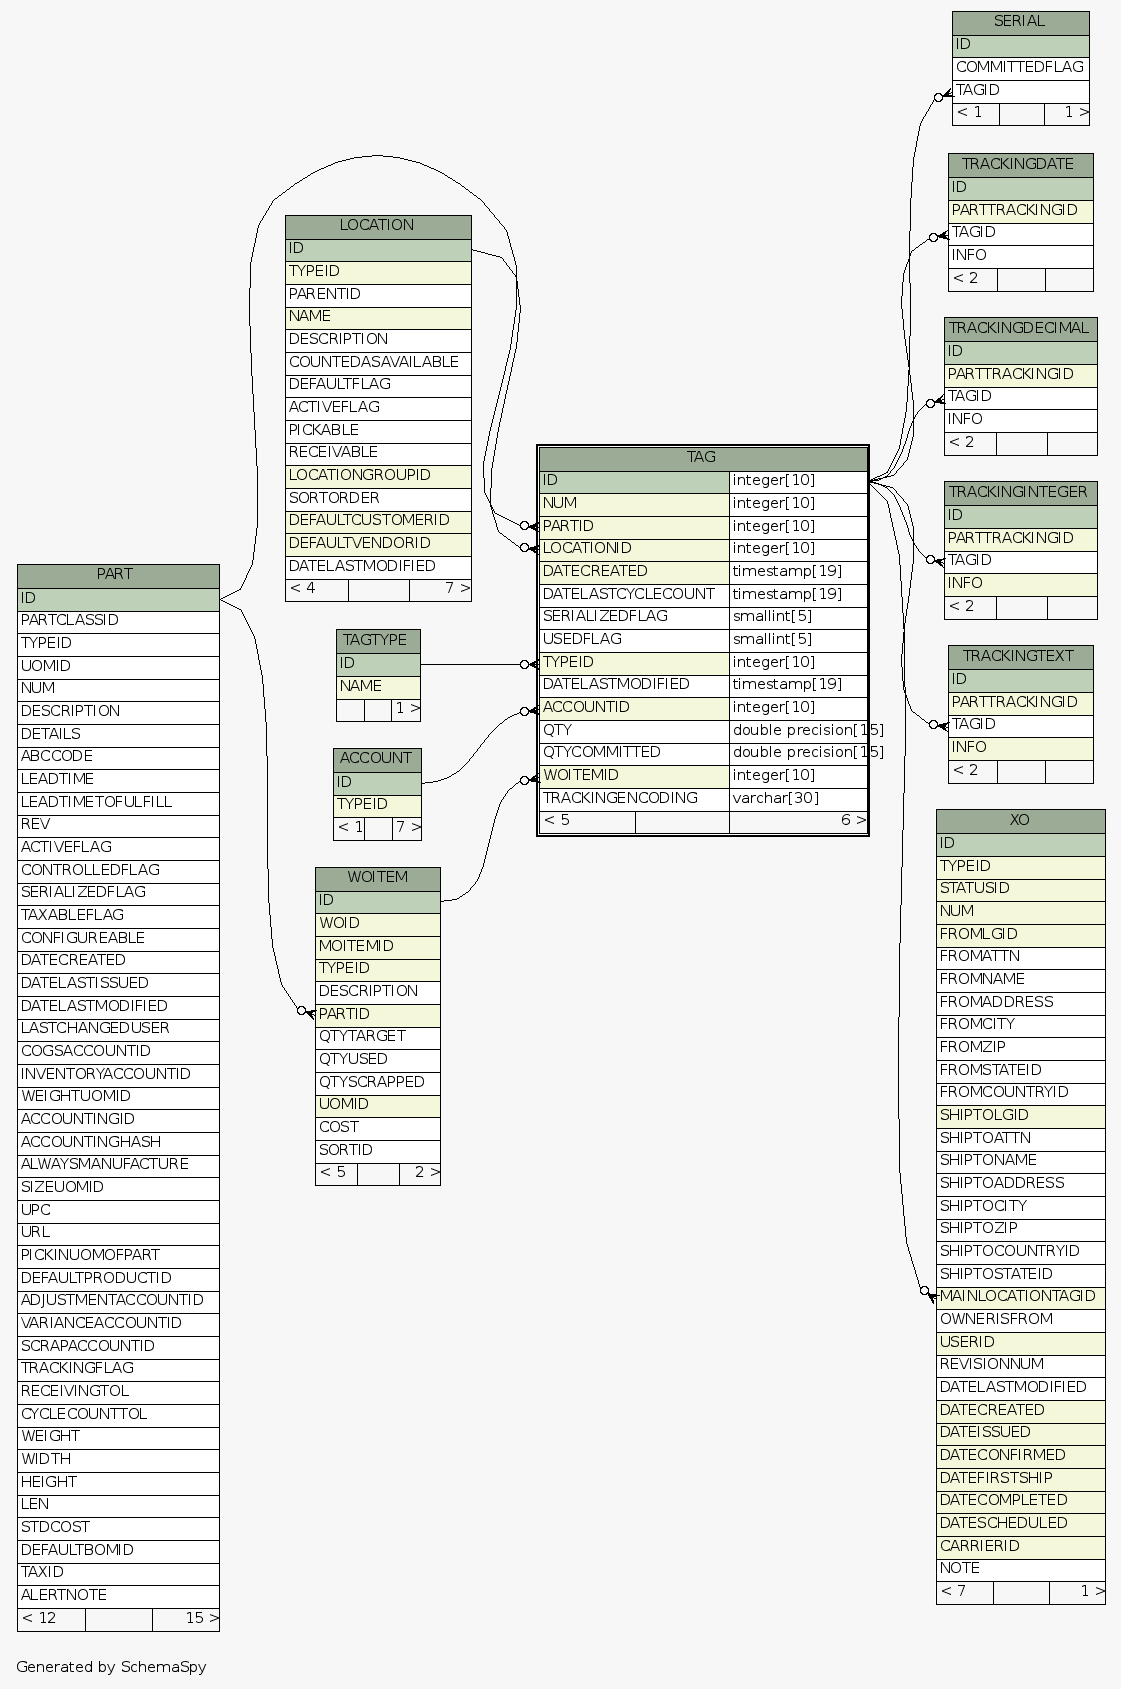 SERIAL
ID
COMMITTEDFLAG
TAGID
< 1 1 >
TRACKINGDATE
ID
PARTTRACKINGID
TAGID
INFO
< 2
LOCATION
ID
TYPEID
PARENTID
NAME
DESCRIPTION
COUNTEDASAVAILABLE
DEFAULTFLAG
ACTIVEFLAG
PICKABLE
RECEIVABLE
LOCATIONGROUPID
SORTORDER
DEFAULTCUSTOMERID
DEFAULTVENDORID
DATELASTMODIFIED
< 4 7 >
TRACKINGDECIMAL
ID
PARTTRACKINGID
TAGID
INFO
< 2
TAG
ID integer[10]
NUM integer[10]
PARTID integer[10]
LOCATIONID integer[10]
DATECREATED timestamp[19]
DATELASTCYCLECOUNT timestamp[19]
SERIALIZEDFLAG smallint[5]
USEDFLAG smallint[5]
TYPEID integer[10]
DATELASTMODIFIED timestamp[19]
ACCOUNTID integer[10]
QTY double precision[15]
QTYCOMMITTED double precision[15]
WOITEMID integer[10]
TRACKINGENCODING varchar[30]
< 5 6 >
TRACKINGINTEGER
ID
PARTTRACKINGID
TAGID
INFO
< 2
PART
ID
PARTCLASSID
TYPEID
UOMID
NUM
DESCRIPTION
DETAILS
ABCCODE
LEADTIME
LEADTIMETOFULFILL
REV
ACTIVEFLAG
CONTROLLEDFLAG
SERIALIZEDFLAG
TAXABLEFLAG
CONFIGUREABLE
DATECREATED
DATELASTISSUED
DATELASTMODIFIED
LASTCHANGEDUSER
COGSACCOUNTID
INVENTORYACCOUNTID
WEIGHTUOMID
ACCOUNTINGID
ACCOUNTINGHASH
ALWAYSMANUFACTURE
SIZEUOMID
UPC
URL
PICKINUOMOFPART
DEFAULTPRODUCTID
ADJUSTMENTACCOUNTID
VARIANCEACCOUNTID
SCRAPACCOUNTID
TRACKINGFLAG
RECEIVINGTOL
CYCLECOUNTTOL
WEIGHT
WIDTH
HEIGHT
LEN
STDCOST
DEFAULTBOMID
TAXID
ALERTNOTE
< 12 15 >
TAGTYPE
ID
NAME
1 >
ACCOUNT
ID
TYPEID
< 1 7 >
WOITEM
ID
WOID
MOITEMID
TYPEID
DESCRIPTION
PARTID
QTYTARGET
QTYUSED
QTYSCRAPPED
UOMID
COST
SORTID
< 5 2 >
TRACKINGTEXT
ID
PARTTRACKINGID
TAGID
INFO
< 2
XO
ID
TYPEID
STATUSID
NUM
FROMLGID
FROMATTN
FROMNAME
FROMADDRESS
FROMCITY
FROMZIP
FROMSTATEID
FROMCOUNTRYID
SHIPTOLGID
SHIPTOATTN
SHIPTONAME
SHIPTOADDRESS
SHIPTOCITY
SHIPTOZIP
SHIPTOCOUNTRYID
SHIPTOSTATEID
MAINLOCATIONTAGID
OWNERISFROM
USERID
REVISIONNUM
DATELASTMODIFIED
DATECREATED
DATEISSUED
DATECONFIRMED
DATEFIRSTSHIP
DATECOMPLETED
DATESCHEDULED
CARRIERID
NOTE
< 7 1 >
Generated by SchemaSpy